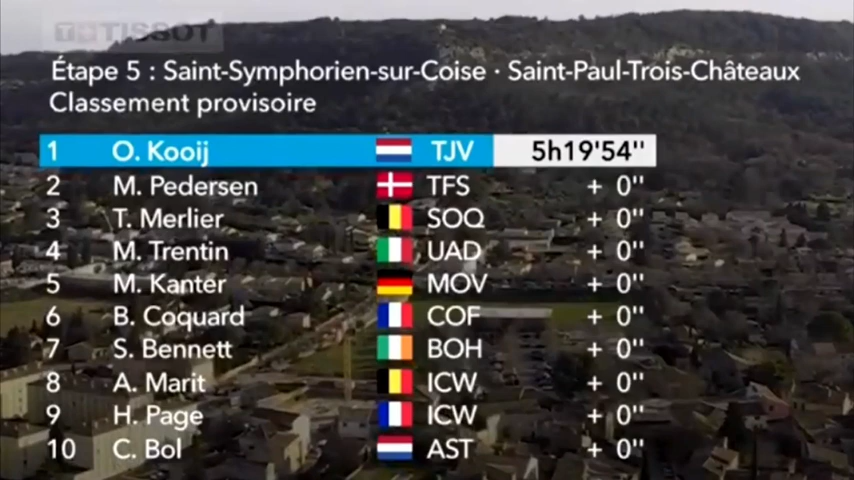 TISSOT
Étape 5 : Saint-Symphorien-sur-Coise · Saint-Paul-Trois-Châteaux
Classement provisoire
1 O. Kooij TJV 5h19'54''
2 M. Pedersen TFS + 0''
3 T. Merlier SOQ + 0''
4 M. Trentin UAD + 0''
5 M. Kanter MOV + 0''
6 B. Coquard COF + 0''
7 S. Bennett BOH + 0''
8 A. Marit ICW + 0''
9 H. Page ICW + 0''
10 C. Bol AST + 0''